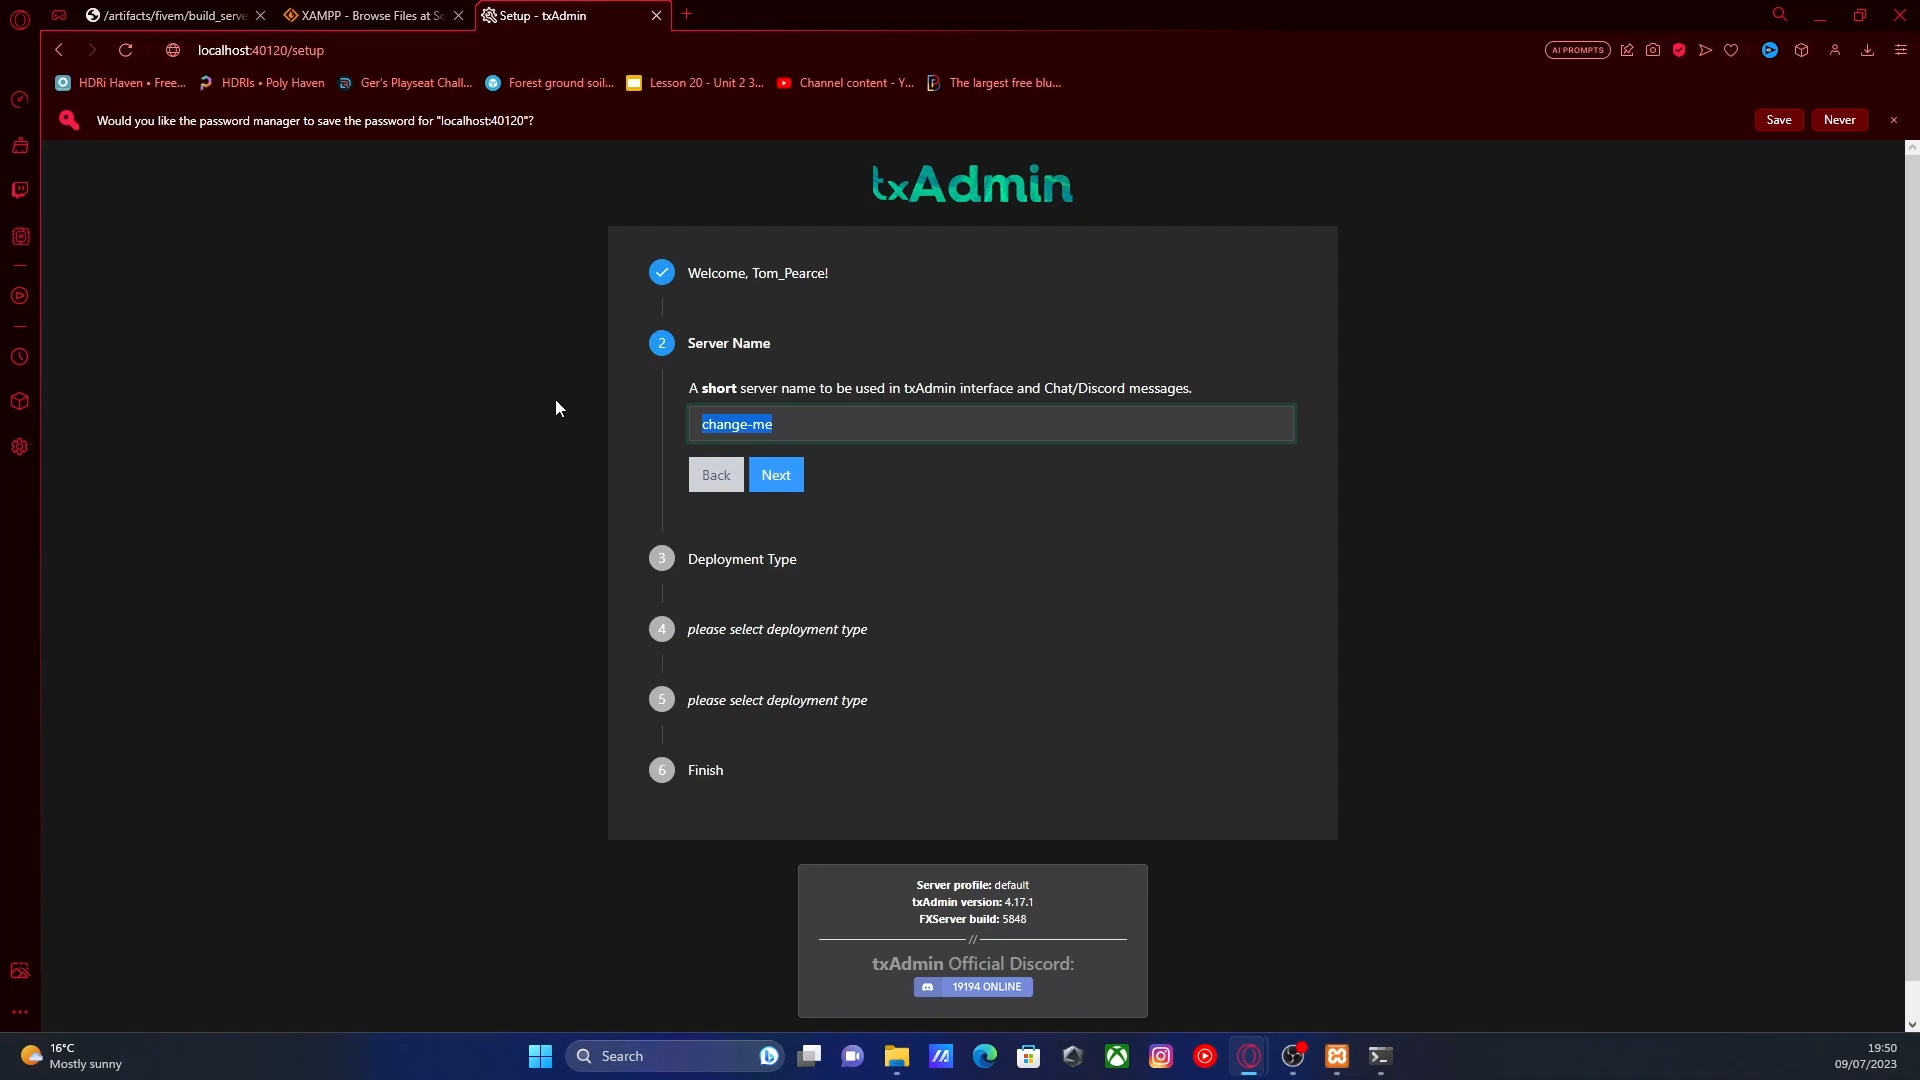 /artifacts/fivem/build_serve
XAMPP - Browse Files at So
Setup - txAdmin
localhost:40120/setup
AI PROMPTS
HDRi Haven • Free...
HDRIs • Poly Haven
Ger's Playseat Chall...
Forest ground soil...
Lesson 20 - Unit 2 3...
Channel content - Y...
The largest free blu...
Would you like the password manager to save the password for "localhost:40120"?
Save
Never
txAdmin
Welcome, Tom_Pearce!
2
Server Name
A short server name to be used in txAdmin interface and Chat/Discord messages.
change-me
Back
Next
3
Deployment Type
4
please select deployment type
5
please select deployment type
6
Finish
Server profile: default
txAdmin version: 4.17.1
FXServer build: 5848
//
txAdmin Official Discord:
19194 ONLINE
16°C
Mostly sunny
Search
19:50
09/07/2023